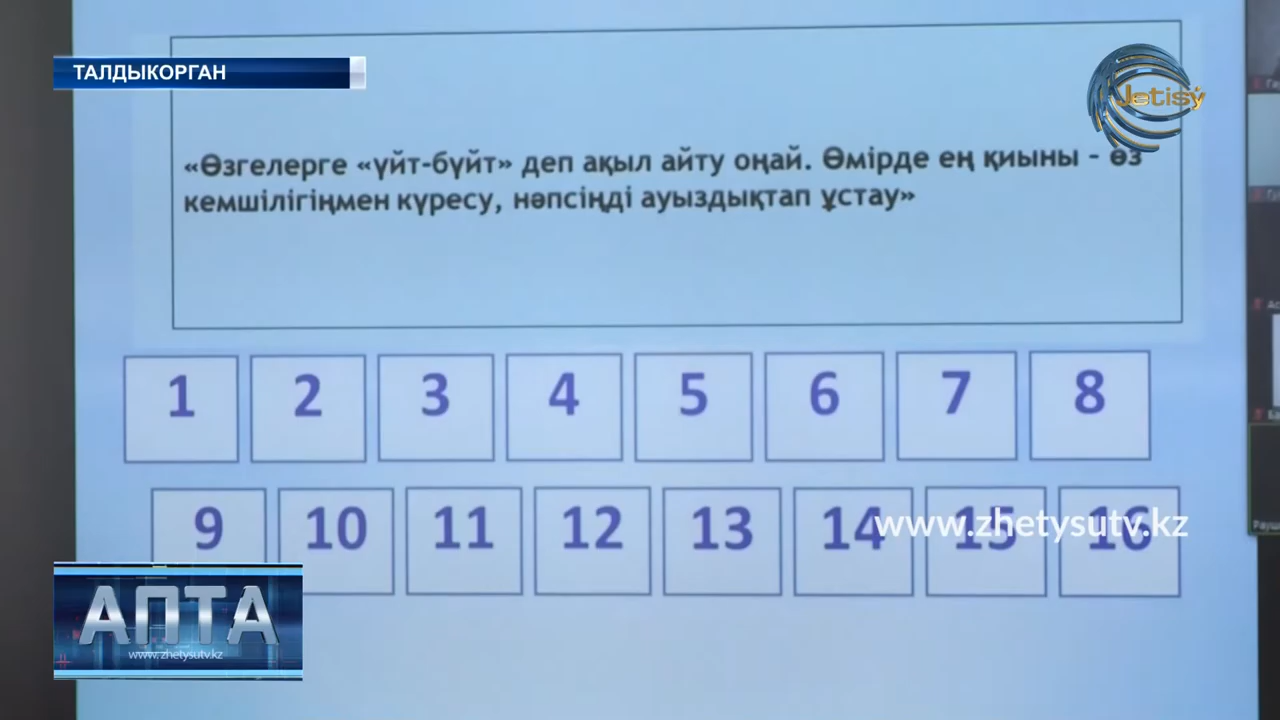 ТАЛДЫКОРГАН
Jetisý
«Өзгелерге «үйт-бүйт» деп ақыл айту оңай. Өмірде ең қиыны – өз
кемшілігіңмен күресу, нәпсіңді ауыздықтап ұстау»
1 2 3 4 5 6 7 8
9 10 11 12 13 14 15 16
www.zhetysutv.kz
АПТА
www.zhetysutv.kz